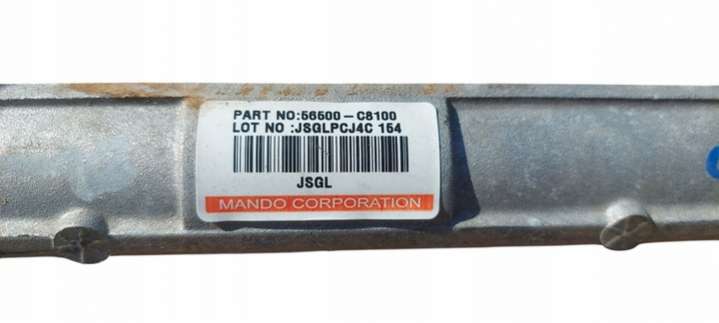 PART NO:56500-C8100
LOT NO :JSGLPCJ4C 154
JSGL
MANDO CORPORATION